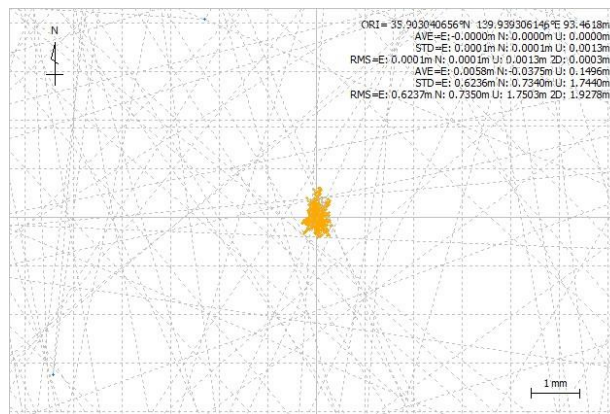 ORI= 35.903040656°N 139.939306146°E 93.4618m
AVE=E:-0.0000m N: 0.0000m U: 0.0000m
STD=E: 0.0001m N: 0.0001m U: 0.0013m
RMS=E: 0.0001m N: 0.0001m U: 0.0013m 2D: 0.0003m
AVE=E: 0.0058m N:-0.0375m U: 0.1496m
STD=E: 0.6236m N: 0.7340m U: 1.7440m
RMS=E: 0.6237m N: 0.7350m U: 1.7503m 2D: 1.9278m
N
1 mm